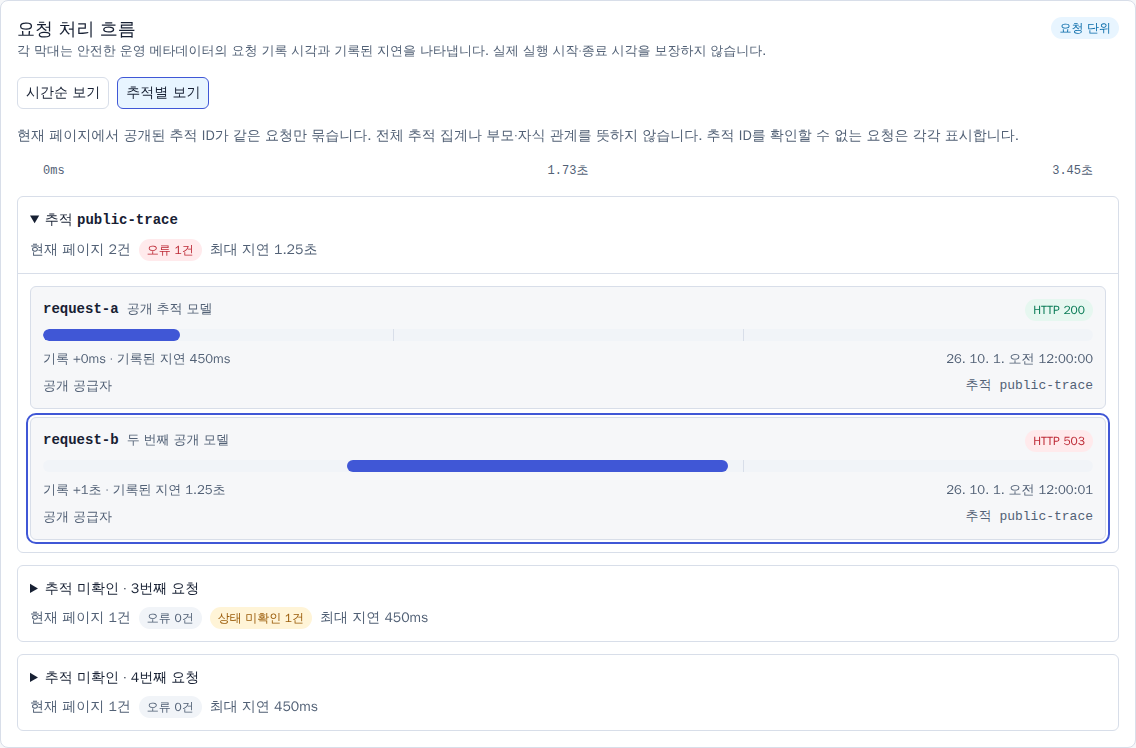 요청 처리 흐름
요청 단위
각 막대는 안전한 운영 메타데이터의 요청 기록 시각과 기록된 지연을 나타냅니다. 실제 실행 시작·종료 시각을 보장하지 않습니다.
시간순 보기
추적별 보기
현재 페이지에서 공개된 추적 ID가 같은 요청만 묶습니다. 전체 추적 집계나 부모·자식 관계를 뜻하지 않습니다. 추적 ID를 확인할 수 없는 요청은 각각 표시합니다.
0ms 1.73초 3.45초
▼ 추적 public-trace
현재 페이지 2건 오류 1건 최대 지연 1.25초
request-a 공개 추적 모델 HTTP 200
기록 +0ms · 기록된 지연 450ms 26. 10. 1. 오전 12:00:00
공개 공급자 추적 public-trace
request-b 두 번째 공개 모델 HTTP 503
기록 +1초 · 기록된 지연 1.25초 26. 10. 1. 오전 12:00:01
공개 공급자 추적 public-trace
▶ 추적 미확인 · 3번째 요청
현재 페이지 1건 오류 0건 상태 미확인 1건 최대 지연 450ms
▶ 추적 미확인 · 4번째 요청
현재 페이지 1건 오류 0건 최대 지연 450ms